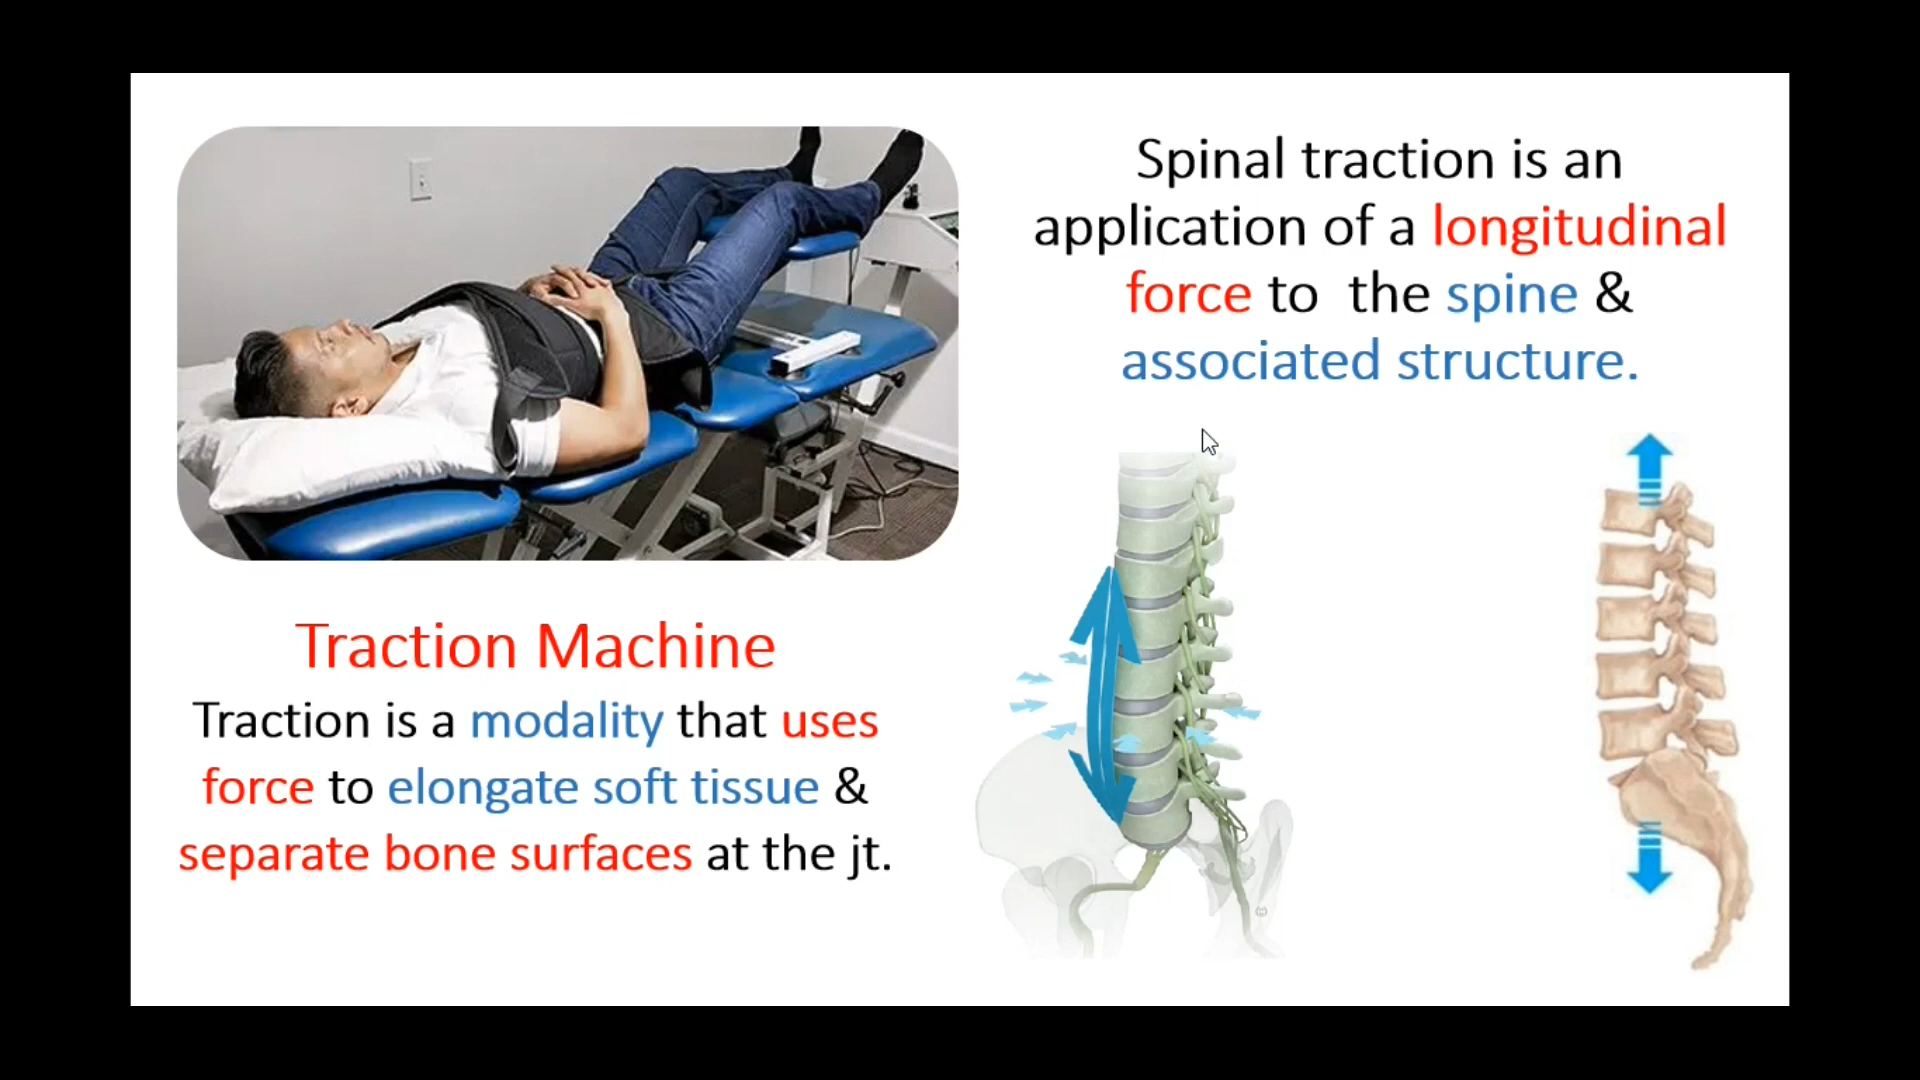 Spinal traction is an
application of a longitudinal
force to  the spine &
associated structure.
Traction Machine
Traction is a modality that uses
force to elongate soft tissue &
separate bone surfaces at the jt.